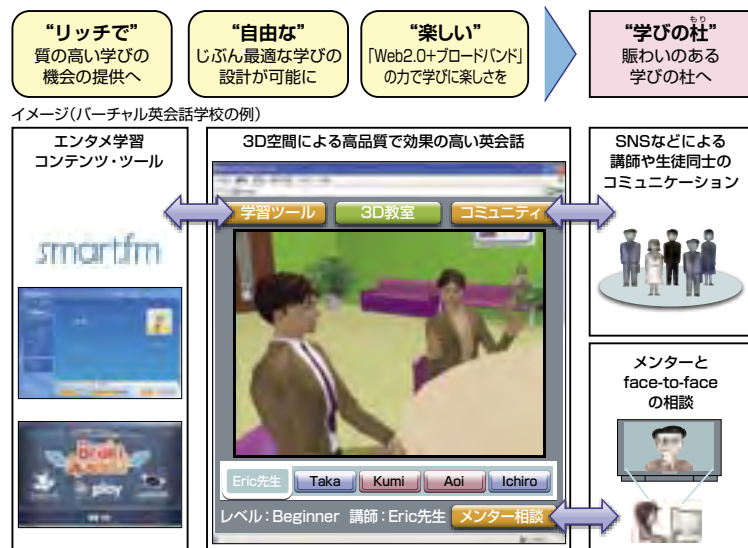 “リッチで”
質の高い学びの
機会の提供へ
“自由な”
じぶん最適な学びの
設計が可能に
“楽しい”
「Web2.0+ブロードバンド」
の力で学びに楽しさを
“学びの杜”
もり
賑わいのある
学びの杜へ
イメージ（バーチャル英会話学校の例）
エンタメ学習
コンテンツ・ツール
smart.fm
play
3D空間による高品質で効果の高い英会話
学習ツール
3D教室
コミュニティ
Eric先生
Taka
Kumi
Aoi
Ichiro
レベル：Beginner 講師：Eric先生
メンター相談
SNSなどによる
講師や生徒同士の
コミュニケーション
メンターと
face-to-face
の相談